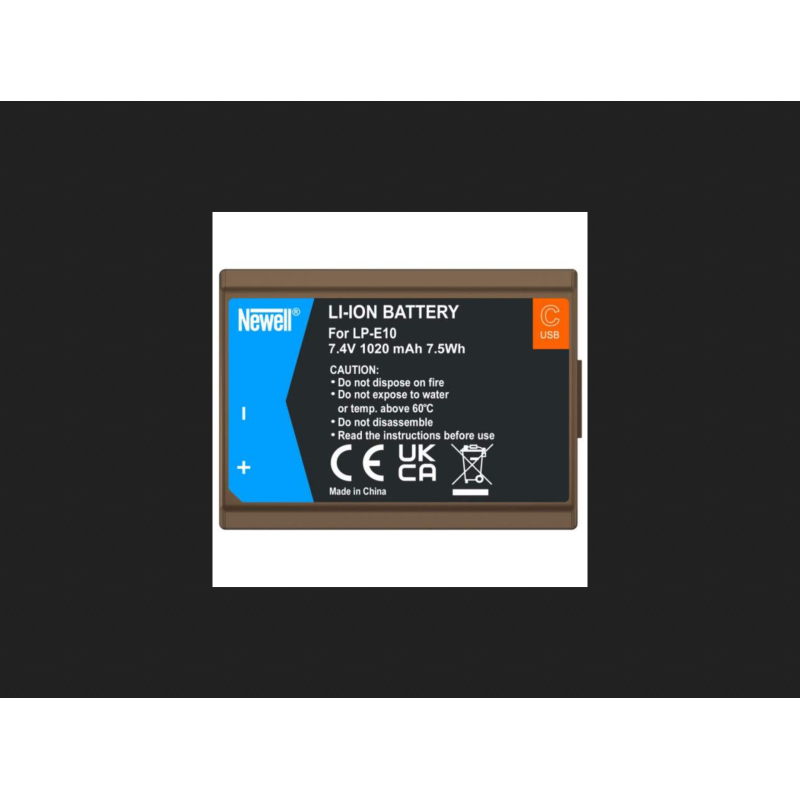 Newell®
LI-ION BATTERY
For LP-E10
7.4V 1020 mAh 7.5Wh
C
USB
CAUTION:
• Do not dispose on fire
• Do not expose to water
or temp. above 60°C
• Do not disassemble
• Read the instructions before use
−
+
CE UK
CA
Made in China